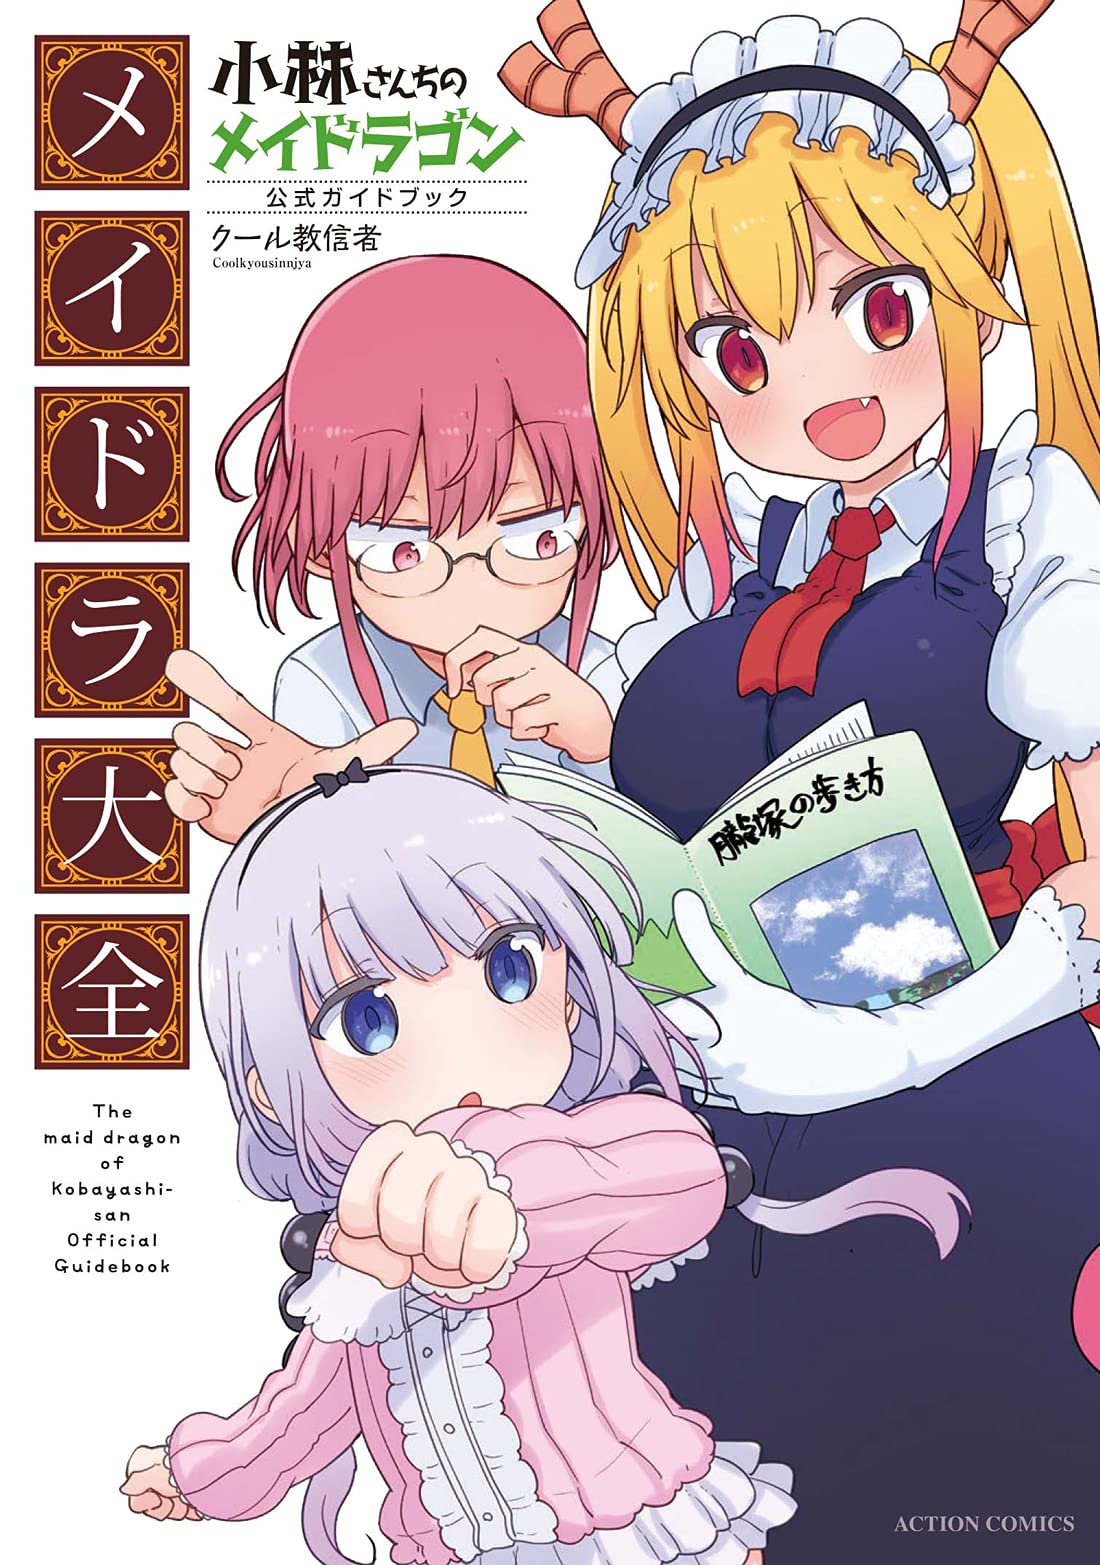 小林さんちの
メイドラゴン
公式ガイドブック
クール教信者
Coolkyousinnjya
メイドラ大全
The
maid dragon
of
Kobayashi-
san
Official
Guidebook
朧塚の歩き方
ACTION COMICS